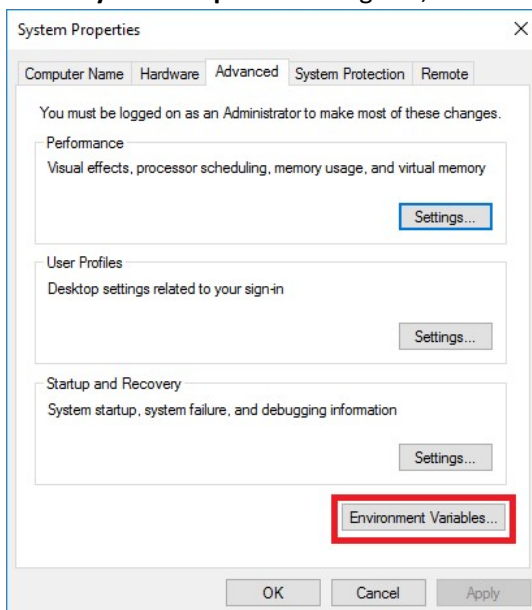 System Properties
Computer Name Hardware Advanced System Protection Remote
You must be logged on as an Administrator to make most of these changes.
Performance
Visual effects, processor scheduling, memory usage, and virtual memory
Settings...
User Profiles
Desktop settings related to your sign-in
Settings...
Startup and Recovery
System startup, system failure, and debugging information
Settings...
Environment Variables...
OK Cancel Apply